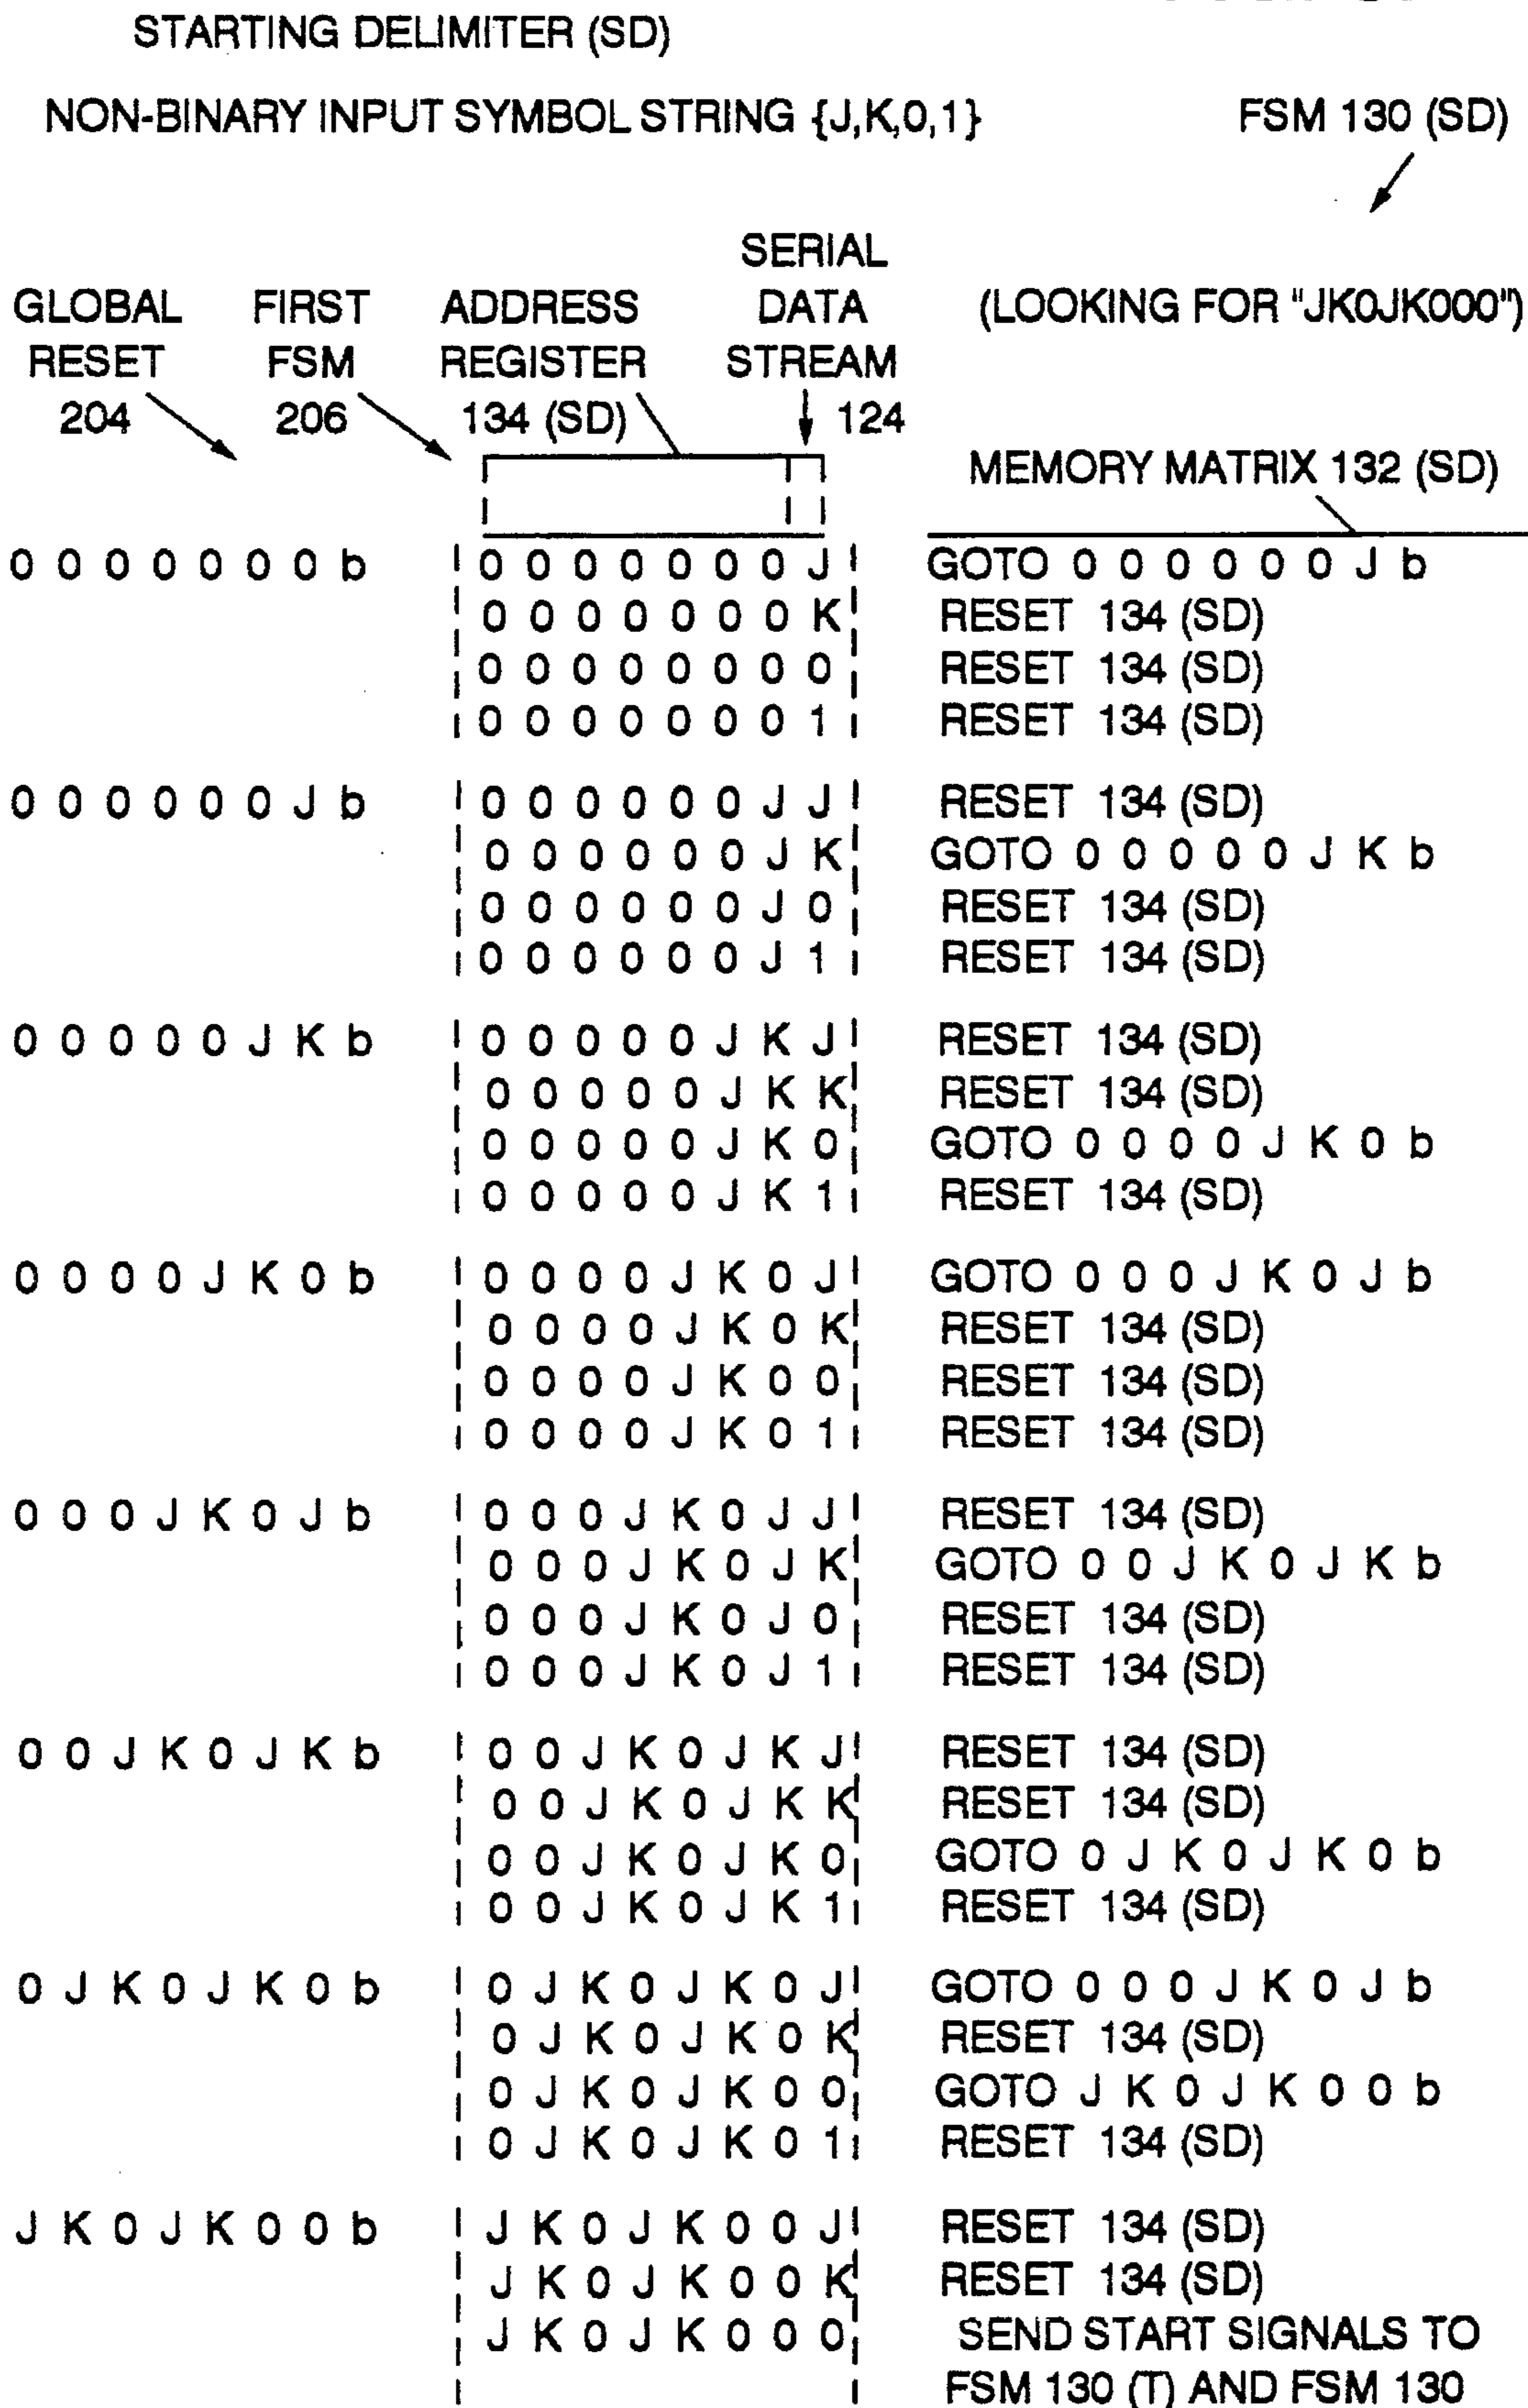 STARTING DELIMITER (SD)
NON-BINARY INPUT SYMBOL STRING {J,K,0,1} FSM 130 (SD)
SERIAL
GLOBAL FIRST ADDRESS DATA (LOOKING FOR "JK0JK000")
RESET FSM REGISTER STREAM
204 206 134 (SD) 124
MEMORY MATRIX 132 (SD)
0 0 0 0 0 0 0 b 0 0 0 0 0 0 0 J GOTO 0 0 0 0 0 0 J b
0 0 0 0 0 0 0 K RESET 134 (SD)
0 0 0 0 0 0 0 0 RESET 134 (SD)
0 0 0 0 0 0 0 1 RESET 134 (SD)
0 0 0 0 0 0 J b 0 0 0 0 0 0 J J RESET 134 (SD)
0 0 0 0 0 0 J K GOTO 0 0 0 0 0 J K b
0 0 0 0 0 0 J 0 RESET 134 (SD)
0 0 0 0 0 0 J 1 RESET 134 (SD)
0 0 0 0 0 J K b 0 0 0 0 0 J K J RESET 134 (SD)
0 0 0 0 0 J K K RESET 134 (SD)
0 0 0 0 0 J K 0 GOTO 0 0 0 0 J K 0 b
0 0 0 0 0 J K 1 RESET 134 (SD)
0 0 0 0 J K 0 b 0 0 0 0 J K 0 J GOTO 0 0 0 J K 0 J b
0 0 0 0 J K 0 K RESET 134 (SD)
0 0 0 0 J K 0 0 RESET 134 (SD)
0 0 0 0 J K 0 1 RESET 134 (SD)
0 0 0 J K 0 J b 0 0 0 J K 0 J J RESET 134 (SD)
0 0 0 J K 0 J K GOTO 0 0 J K 0 J K b
0 0 0 J K 0 J 0 RESET 134 (SD)
0 0 0 J K 0 J 1 RESET 134 (SD)
0 0 J K 0 J K b 0 0 J K 0 J K J RESET 134 (SD)
0 0 J K 0 J K K RESET 134 (SD)
0 0 J K 0 J K 0 GOTO 0 J K 0 J K 0 b
0 0 J K 0 J K 1 RESET 134 (SD)
0 J K 0 J K 0 b 0 J K 0 J K 0 J GOTO 0 0 0 J K 0 J b
0 J K 0 J K 0 K RESET 134 (SD)
0 J K 0 J K 0 0 GOTO J K 0 J K 0 0 b
0 J K 0 J K 0 1 RESET 134 (SD)
J K 0 J K 0 0 b J K 0 J K 0 0 J RESET 134 (SD)
J K 0 J K 0 0 K RESET 134 (SD)
J K 0 J K 0 0 0 SEND START SIGNALS TO
FSM 130 (T) AND FSM 130